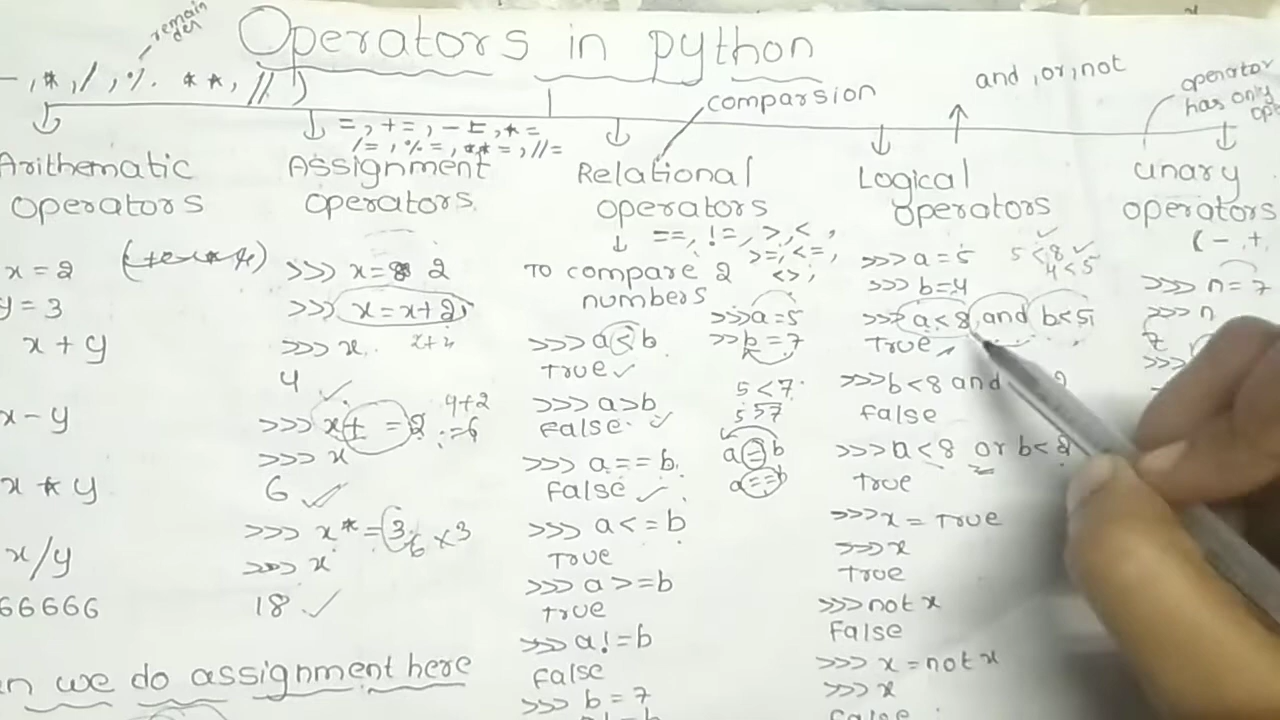 Operators in python
remain
der
- , *, / , % * * , // )
and , or , not
operator
has only
comparsion
= , += , -=, *= ,
/= , %= , **= , //=
Arithematic
operators
x = 2
y = 3
x + y
x - y
x * y
x/y
66666
Assignment
operators
>>> x = 2
>>> x = x+2
>>> x
4
x+2
>>> x+ = 2
4+2
=6
>>> x
6
>>> x* = 3
6 x 3
>>> x
18
we do assignment here
Relational
operators
==, !=, >, < ,
>=, <=,
<>,
To compare 2
numbers
>>> a = 5
>>> b = 7
>>> a < b
True
5 < 7
>>> a > b
5 > 7
False
a = b
>>> a == b
a == b
False
>>> a < = b
True
>>> a > = b
True
>>> a ! = b
False
>>> b = 7
Logical
operators
>>> a = 5
5 < 8
4 < 5
>>> b = 4
>>> a < 8 and b < 5
True
>>> b < 8 and
False
>>> a < 8 or b < 2
True
>>> x = True
>>> x
True
>>> not x
False
>>> x = not x
>>> x
False
Unary
operators
( - , +
>>> n = 7
>>> n
7
>>>